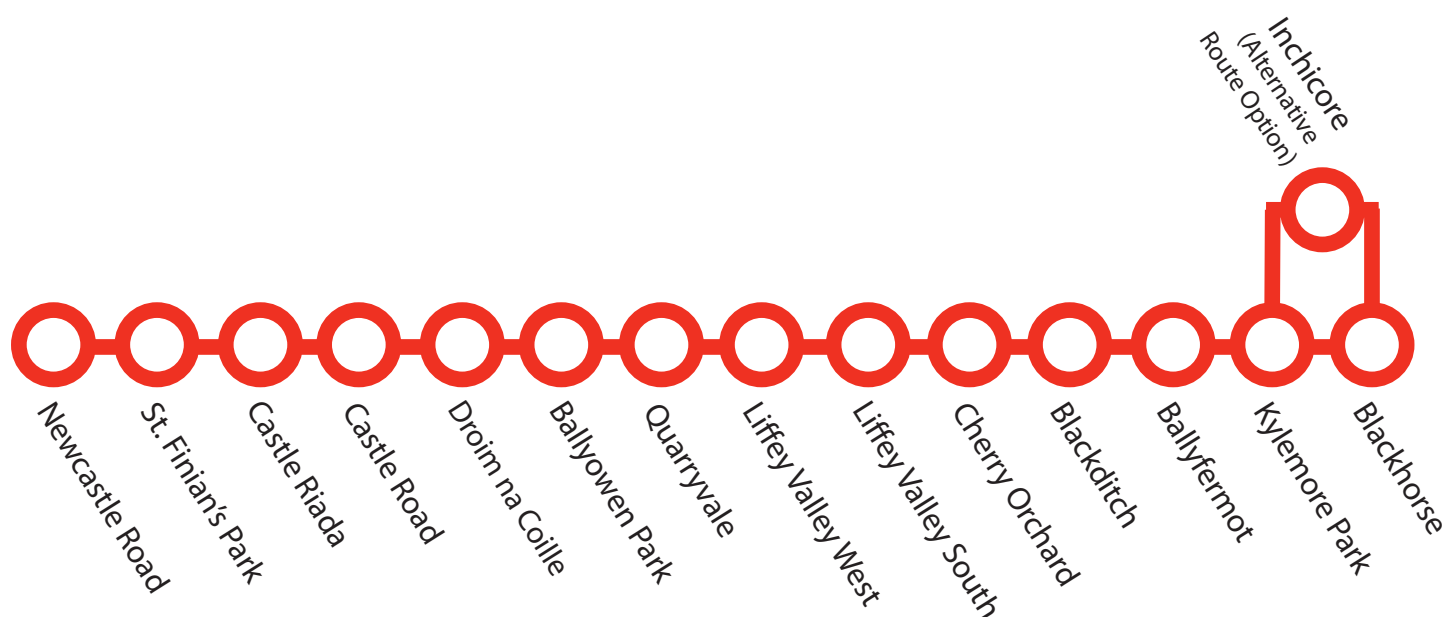 Inchicore
(Alternative
Route Option)
Newcastle Road
St. Finian's Park
Castle Riada
Castle Road
Droim na Coille
Ballyowen Park
Quarryvale
Liffey Valley West
Liffey Valley South
Cherry Orchard
Blackditch
Ballyfermot
Kylemore Park
Blackhorse